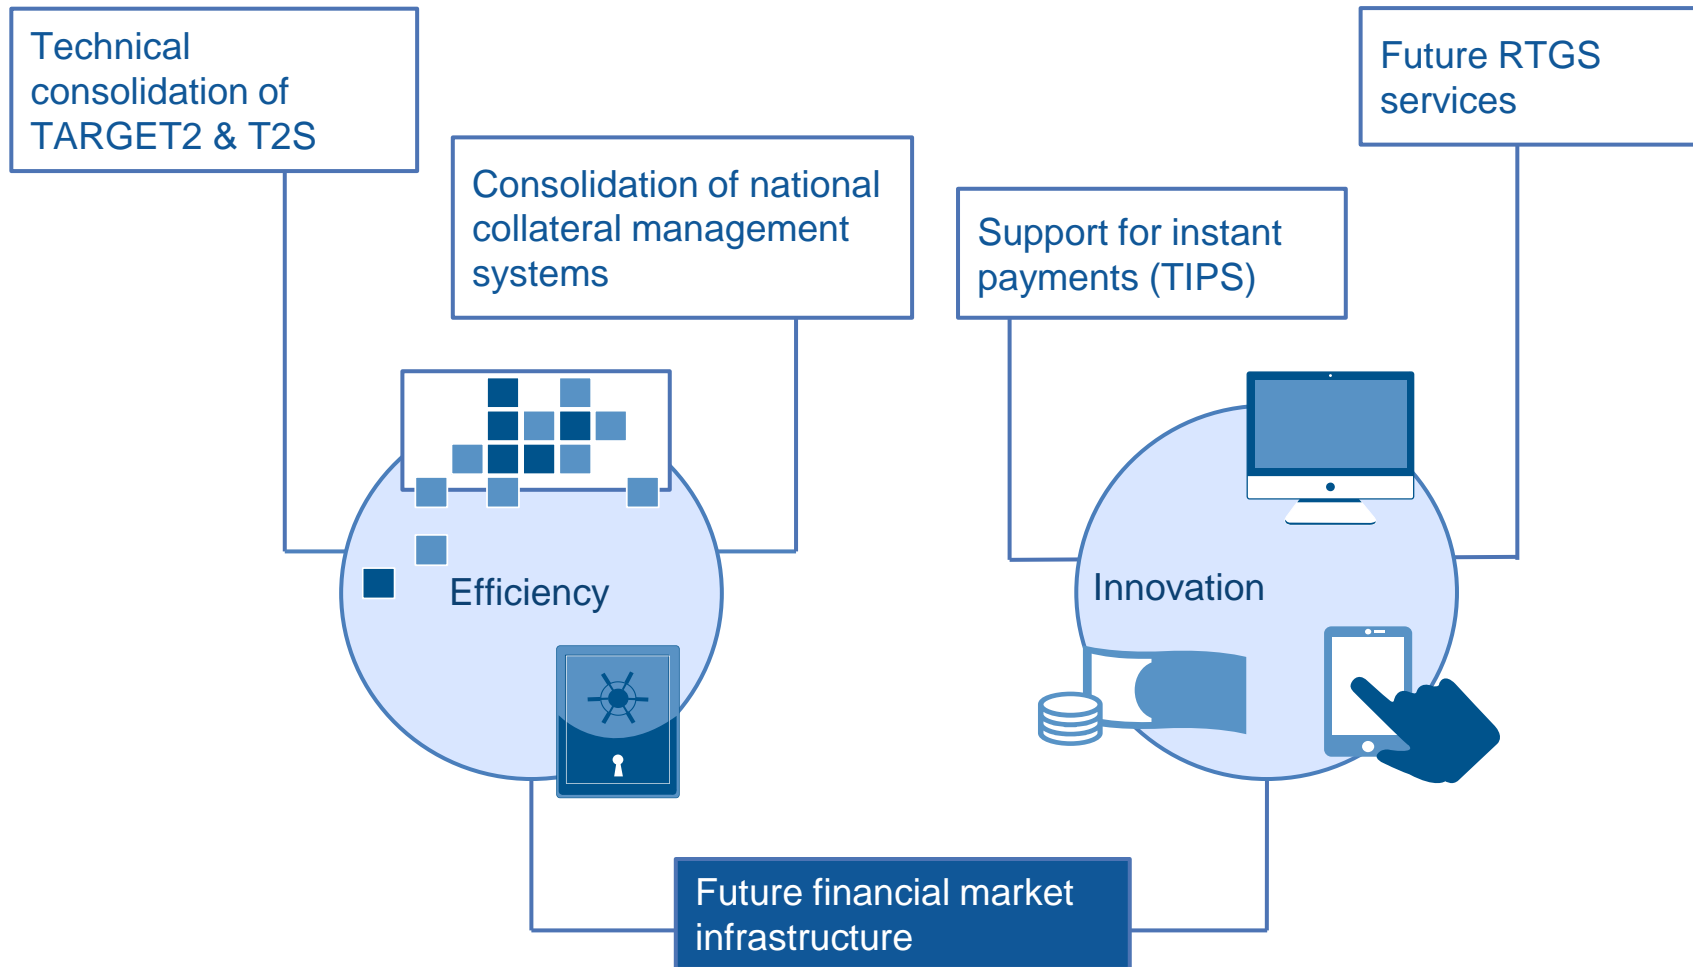 Technical
consolidation of
TARGET2 & T2S
Consolidation of national
collateral management
systems
Support for instant
payments (TIPS)
Future RTGS
services
Efficiency
Innovation
Future financial market
infrastructure